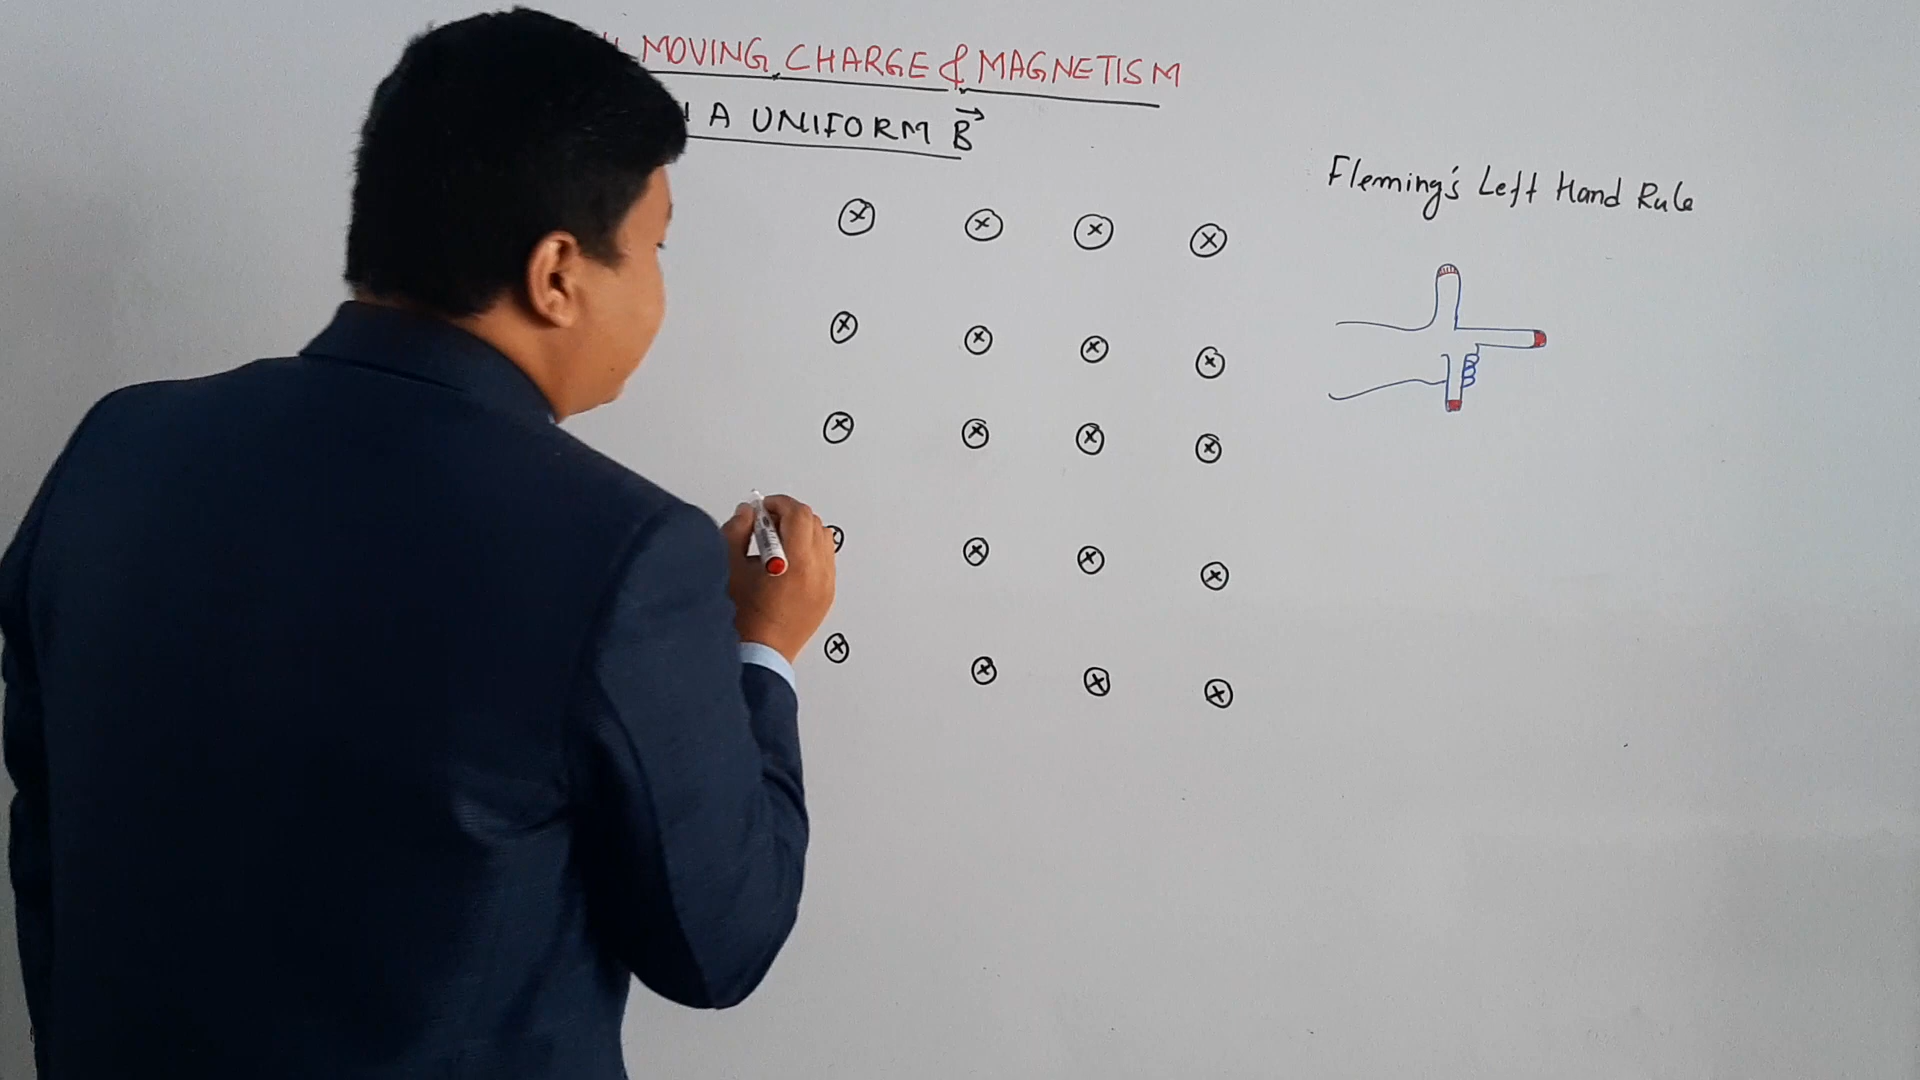 MOVING CHARGE & MAGNETISM
A UNIFORM B⃗
Fleming's Left Hand Rule